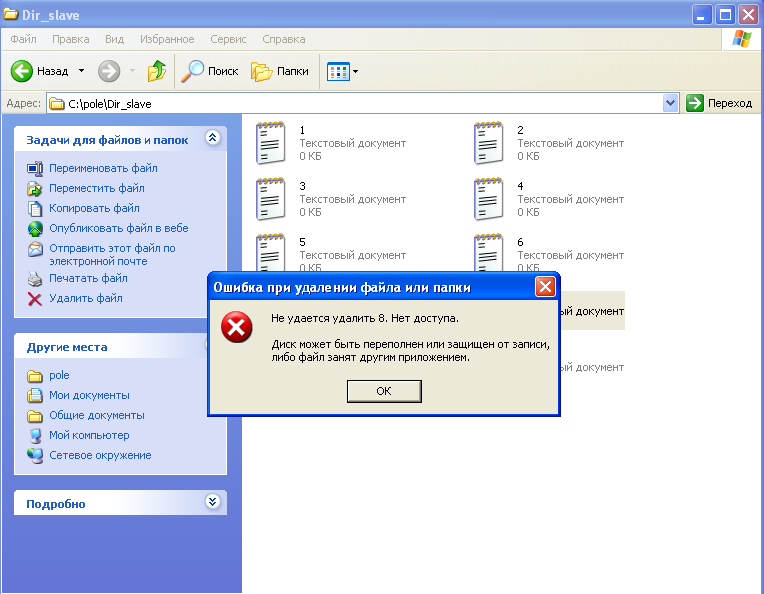 Dir_slave
Файл Правка Вид Избранное Сервис Справка
Назад Поиск Папки
Адрес: C:\pole\Dir_slave Переход
Задачи для файлов и папок
Переименовать файл
Переместить файл
Копировать файл
Опубликовать файл в вебе
Отправить этот файл по
электронной почте
Печатать файл
Удалить файл
Другие места
pole
Мои документы
Общие документы
Мой компьютер
Сетевое окружение
Подробно
1
Текстовый документ
0 КБ
2
Текстовый документ
0 КБ
3
Текстовый документ
0 КБ
4
Текстовый документ
0 КБ
5
Текстовый документ
0 КБ
6
Текстовый документ
0 КБ
документ
документ
Ошибка при удалении файла или папки
Не удается удалить 8. Нет доступа.
Диск может быть переполнен или защищен от записи,
либо файл занят другим приложением.
ОК